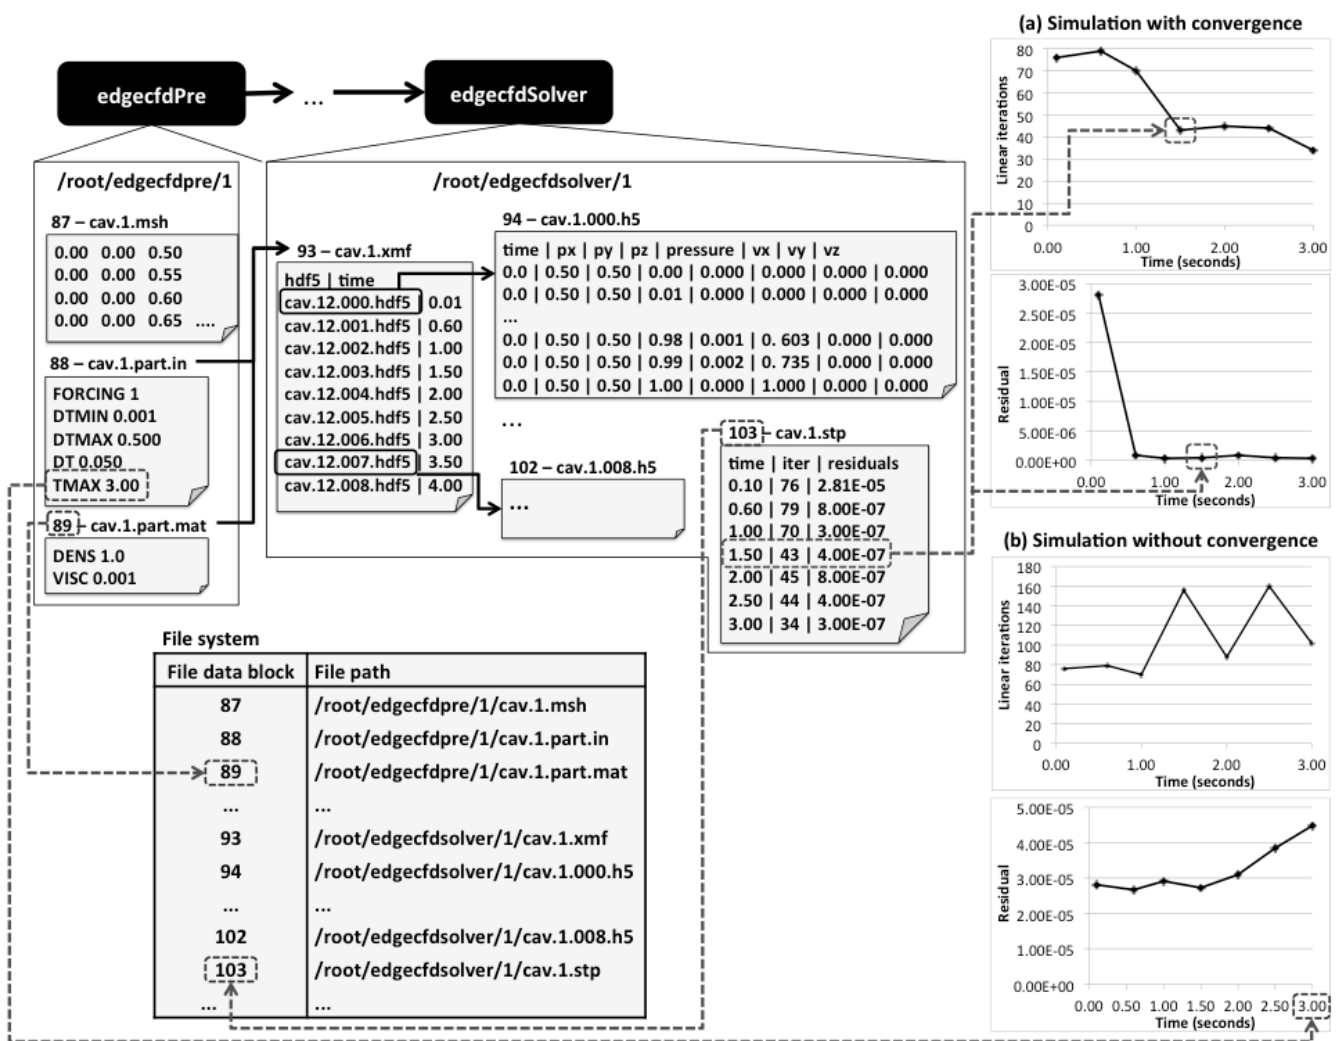 edgecfdPre
...
edgecfdSolver
/root/edgecfdpre/1
87 – cav.1.msh
0.00 0.00 0.50
0.00 0.00 0.55
0.00 0.00 0.60
0.00 0.00 0.65 ....
88 – cav.1.part.in
FORCING 1
DTMIN 0.001
DTMAX 0.500
DT 0.050
TMAX 3.00
89 – cav.1.part.mat
DENS 1.0
VISC 0.001
/root/edgecfdsolver/1
93 – cav.1.xmf
hdf5 | time
cav.12.000.hdf5 | 0.01
cav.12.001.hdf5 | 0.60
cav.12.002.hdf5 | 1.00
cav.12.003.hdf5 | 1.50
cav.12.004.hdf5 | 2.00
cav.12.005.hdf5 | 2.50
cav.12.006.hdf5 | 3.00
cav.12.007.hdf5 | 3.50
cav.12.008.hdf5 | 4.00
94 – cav.1.000.h5
time | px | py | pz | pressure | vx | vy | vz
0.0 | 0.50 | 0.50 | 0.00 | 0.000 | 0.000 | 0.000 | 0.000
0.0 | 0.50 | 0.50 | 0.01 | 0.000 | 0.000 | 0.000 | 0.000
...
0.0 | 0.50 | 0.50 | 0.98 | 0.001 | 0. 603 | 0.000 | 0.000
0.0 | 0.50 | 0.50 | 0.99 | 0.002 | 0. 735 | 0.000 | 0.000
0.0 | 0.50 | 0.50 | 1.00 | 0.000 | 1.000 | 0.000 | 0.000
...
102 – cav.1.008.h5
...
103 – cav.1.stp
time | iter | residuals
0.10 | 76 | 2.81E-05
0.60 | 79 | 8.00E-07
1.00 | 70 | 3.00E-07
1.50 | 43 | 4.00E-07
2.00 | 45 | 8.00E-07
2.50 | 44 | 4.00E-07
3.00 | 34 | 3.00E-07
File system
File data block | File path
87 /root/edgecfdpre/1/cav.1.msh
88 /root/edgecfdpre/1/cav.1.part.in
89 /root/edgecfdpre/1/cav.1.part.mat
... ...
93 /root/edgecfdsolver/1/cav.1.xmf
94 /root/edgecfdsolver/1/cav.1.000.h5
... ...
102 /root/edgecfdsolver/1/cav.1.008.h5
103 /root/edgecfdsolver/1/cav.1.stp
... ...
(a) Simulation with convergence
Linear iterations
80
70
60
50
40
30
20
10
0
0.00 1.00 2.00 3.00
Time (seconds)
Residual
3.00E-05
2.50E-05
2.00E-05
1.50E-05
1.00E-05
5.00E-06
0.00E+00
0.00 1.00 2.00 3.00
Time (seconds)
(b) Simulation without convergence
Linear iterations
180
160
140
120
100
80
60
40
20
0
0.00 1.00 2.00 3.00
Time (seconds)
Residual
5.00E-05
4.00E-05
3.00E-05
2.00E-05
1.00E-05
0.00E+00
0.00 0.50 1.00 1.50 2.00 2.50 3.00
Time (seconds)